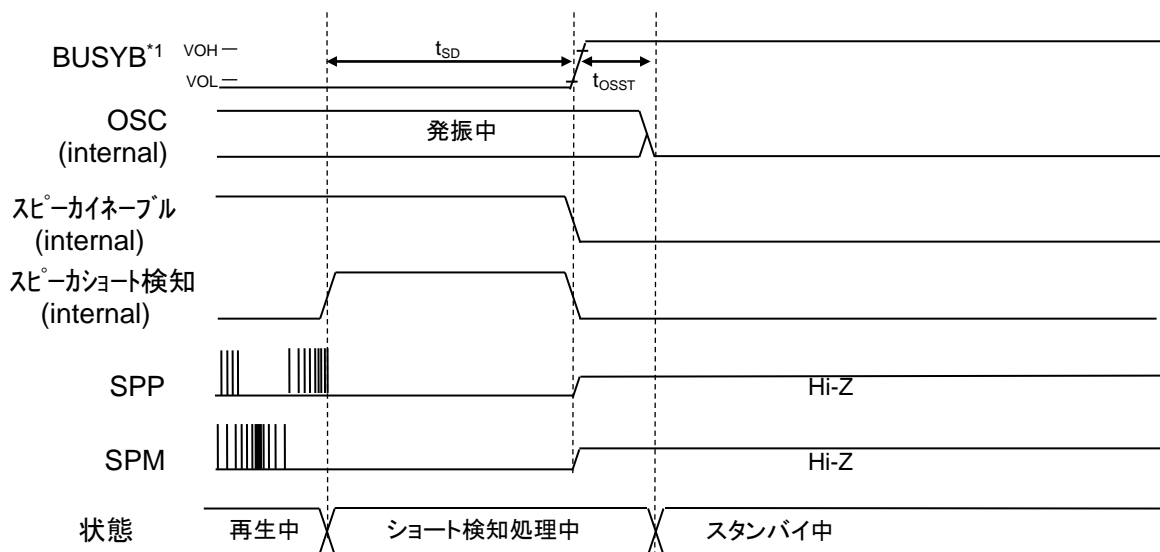 BUSYB*1 VOH VOL tSD tOSST
OSC
(internal)
発振中
スピーカイネーブル
(internal)
スピーカショート検知
(internal)
SPP Hi-Z
SPM Hi-Z
状態 再生中 ショート検知処理中 スタンバイ中